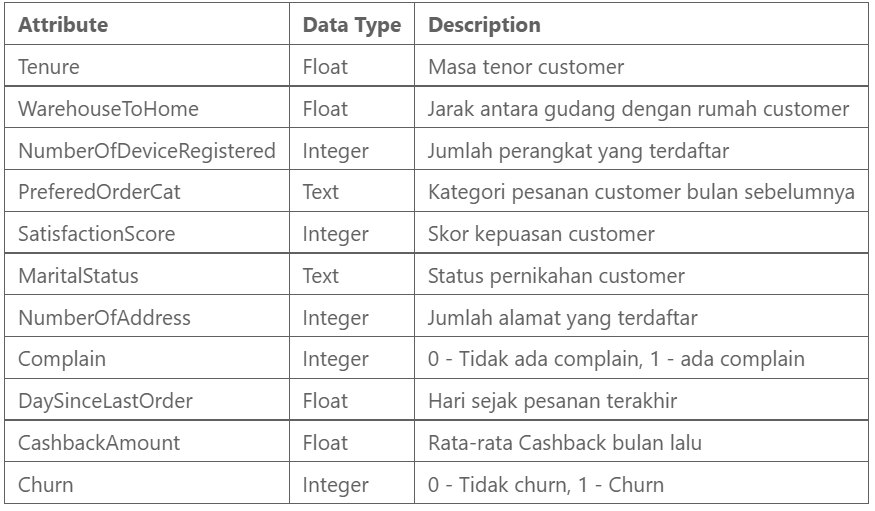 Attribute Data Type Description
Tenure Float Masa tenor customer
WarehouseToHome Float Jarak antara gudang dengan rumah customer
NumberOfDeviceRegistered Integer Jumlah perangkat yang terdaftar
PreferedOrderCat Text Kategori pesanan customer bulan sebelumnya
SatisfactionScore Integer Skor kepuasan customer
MaritalStatus Text Status pernikahan customer
NumberOfAddress Integer Jumlah alamat yang terdaftar
Complain Integer 0 - Tidak ada complain, 1 - ada complain
DaySinceLastOrder Float Hari sejak pesanan terakhir
CashbackAmount Float Rata-rata Cashback bulan lalu
Churn Integer 0 - Tidak churn, 1 - Churn